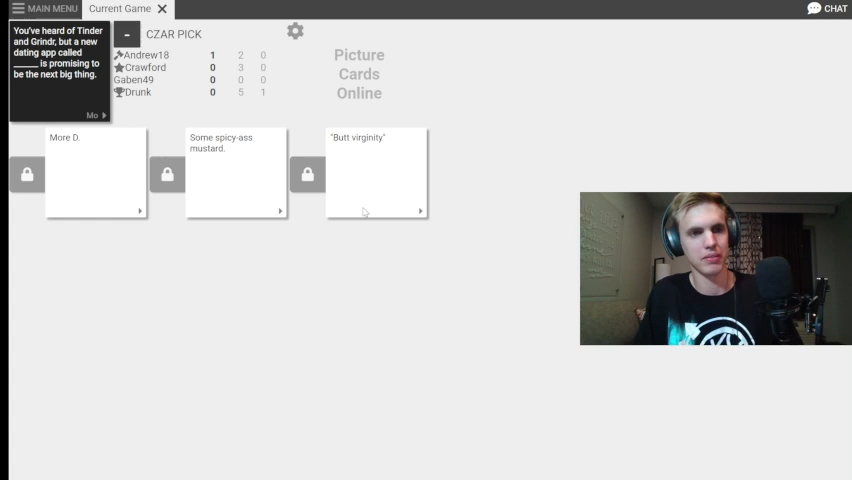 MAIN MENU
Current Game
CHAT
You've heard of Tinder
and Grindr, but a new
dating app called
______ is promising to
be the next big thing.
Mo
-
CZAR PICK
Andrew18 1 2 0
Crawford 0 3 0
Gaben49 0 0 0
Drunk 0 5 1
Picture
Cards
Online
More D.
Some spicy-ass
mustard.
"Butt virginity"